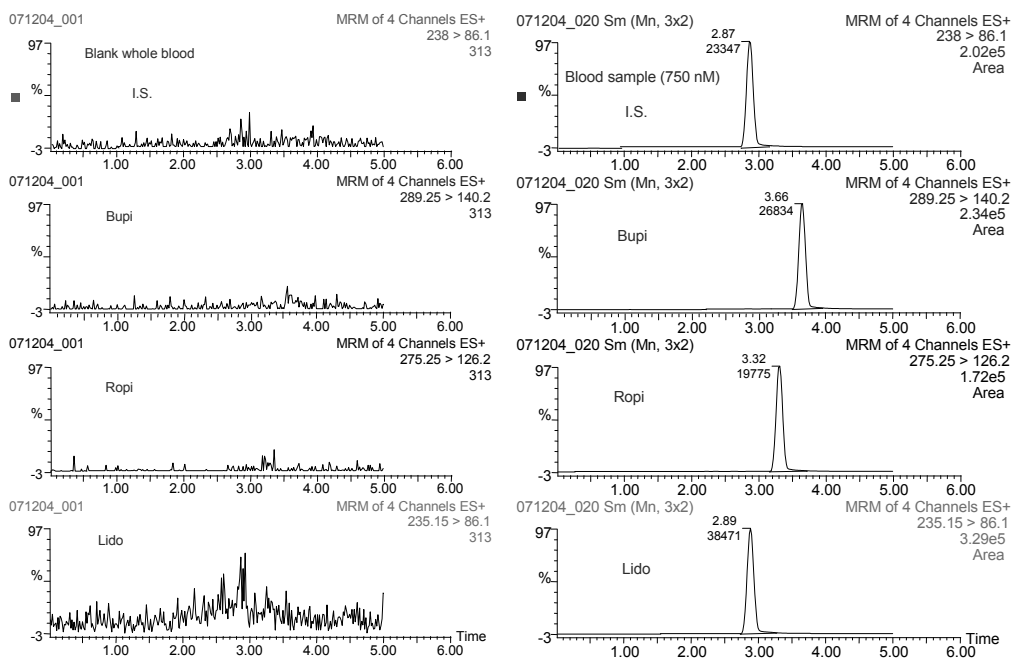 071204_001
MRM of 4 Channels ES+
238 > 86.1
313
97
Blank whole blood
%
I.S.
-3
1.00 2.00 3.00 4.00 5.00 6.00
071204_001
MRM of 4 Channels ES+
289.25 > 140.2
313
97
Bupi
%
-3
1.00 2.00 3.00 4.00 5.00 6.00
071204_001
MRM of 4 Channels ES+
275.25 > 126.2
313
97
Ropi
%
-3
1.00 2.00 3.00 4.00 5.00 6.00
071204_001
MRM of 4 Channels ES+
235.15 > 86.1
313
97
Lido
%
-3
Time
1.00 2.00 3.00 4.00 5.00 6.00
071204_020 Sm (Mn, 3x2)
MRM of 4 Channels ES+
238 > 86.1
2.02e5
Area
97
2.87
23347
Blood sample (750 nM)
%
I.S.
-3
1.00 2.00 3.00 4.00 5.00 6.00
071204_020 Sm (Mn, 3x2)
MRM of 4 Channels ES+
289.25 > 140.2
2.34e5
Area
97
3.66
26834
Bupi
%
-3
1.00 2.00 3.00 4.00 5.00 6.00
071204_020 Sm (Mn, 3x2)
MRM of 4 Channels ES+
275.25 > 126.2
1.72e5
Area
97
3.32
19775
Ropi
%
-3
1.00 2.00 3.00 4.00 5.00 6.00
071204_020 Sm (Mn, 3x2)
MRM of 4 Channels ES+
235.15 > 86.1
3.29e5
Area
97
2.89
38471
Lido
%
-3
Time
1.00 2.00 3.00 4.00 5.00 6.00